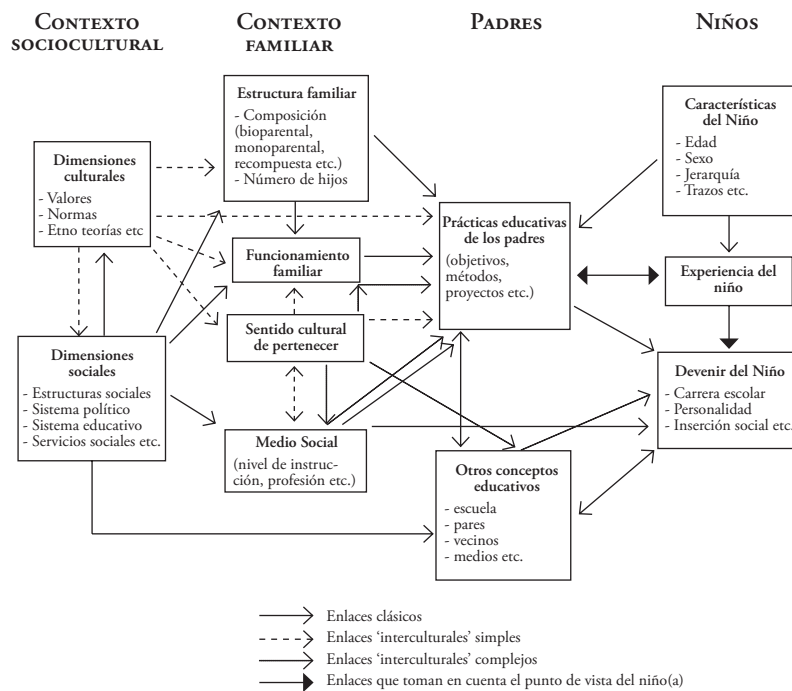 CONTEXTO
SOCIOCULTURAL
CONTEXTO
FAMILIAR
PADRES
NIÑOS
Dimensiones
culturales
- Valores
- Normas
- Etno teorías etc
Dimensiones
sociales
- Estructuras sociales
- Sistema político
- Sistema educativo
- Servicios sociales etc.
Estructura familiar
- Composición
(bioparental,
monoparental,
recompuesta etc.)
- Número de hijos
Funcionamiento
familiar
Sentido cultural
de pertenecer
Medio Social
(nivel de instruc-
ción, profesión etc.)
Prácticas educativas
de los padres
(objetivos,
métodos,
proyectos etc.)
Otros conceptos
educativos
- escuela
- pares
- vecinos
- medios etc.
Características
del Niño
- Edad
- Sexo
- Jerarquía
- Trazos etc.
Experiencia del
niño
Devenir del Niño
- Carrera escolar
- Personalidad
- Inserción social etc.
Enlaces clásicos
Enlaces ‘interculturales’ simples
Enlaces ‘interculturales’ complejos
Enlaces que toman en cuenta el punto de vista del niño(a)